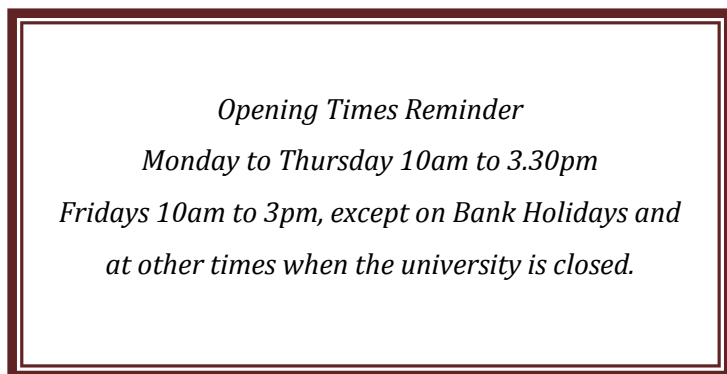 Opening Times Reminder
Monday to Thursday 10am to 3.30pm
Fridays 10am to 3pm, except on Bank Holidays and
at other times when the university is closed.